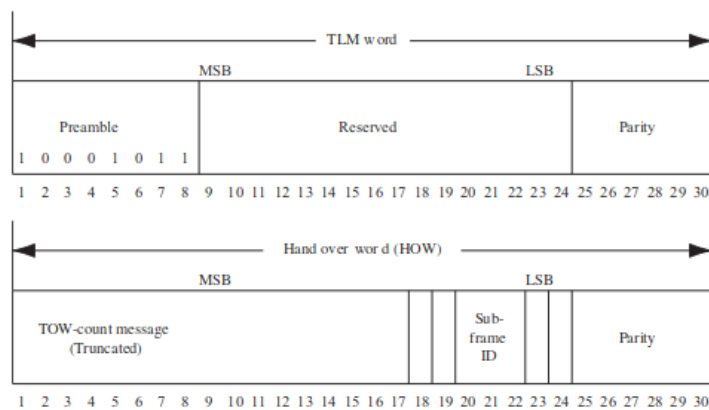 TLM word
MSB LSB
Preamble Reserved Parity
1 0 0 0 1 0 1 1
1 2 3 4 5 6 7 8 9 10 11 12 13 14 15 16 17 18 19 20 21 22 23 24 25 26 27 28 29 30
Hand over word (HOW)
MSB LSB
TOW-count message
(Truncated)
Sub-
frame
ID
Parity
1 2 3 4 5 6 7 8 9 10 11 12 13 14 15 16 17 18 19 20 21 22 23 24 25 26 27 28 29 30